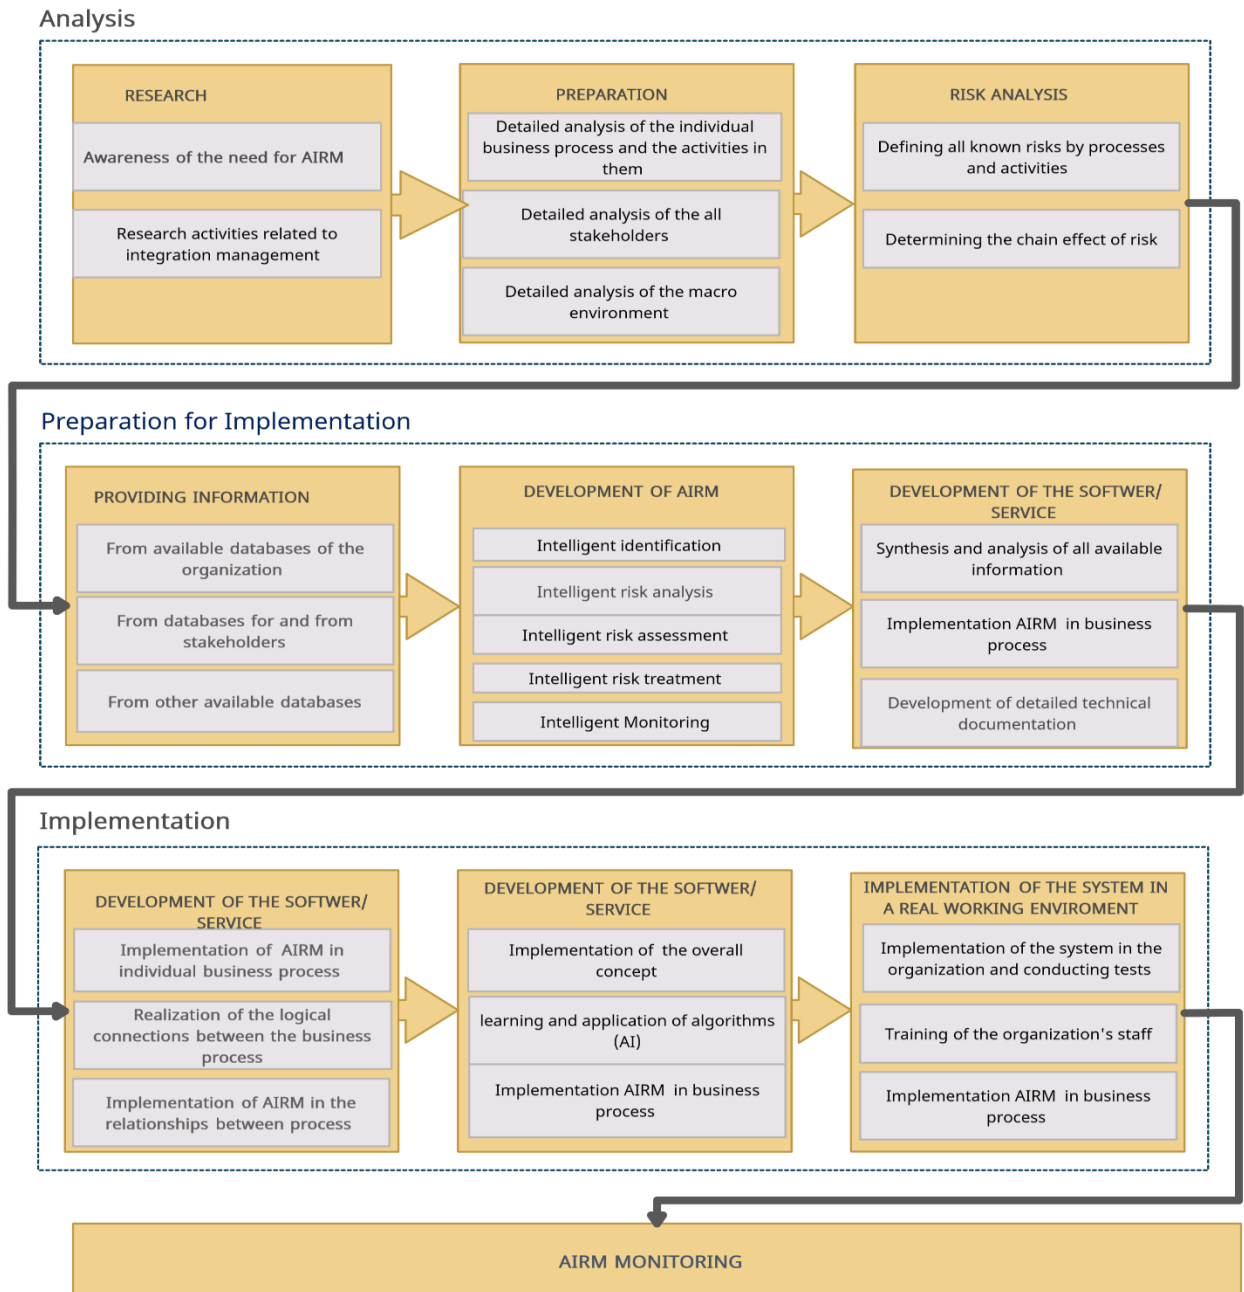 Analysis
RESEARCH
Awareness of the need for AIRM
Research activities related to
integration management
PREPARATION
Detailed analysis of the individual
business process and the activities in
them
Detailed analysis of the all
stakeholders
Detailed analysis of the macro
environment
RISK ANALYSIS
Defining all known risks by processes
and activities
Determining the chain effect of risk
Preparation for Implementation
PROVIDING INFORMATION
From available databases of the
organization
From databases for and from
stakeholders
From other available databases
DEVELOPMENT OF AIRM
Intelligent identification
Intelligent risk analysis
Intelligent risk assessment
Intelligent risk treatment
Intelligent Monitoring
DEVELOPMENT OF THE SOFTWER/
SERVICE
Synthesis and analysis of all available
information
Implementation AIRM in business
process
Development of detailed technical
documentation
Implementation
DEVELOPMENT OF THE SOFTWER/
SERVICE
Implementation of AIRM in
individual business process
Realization of the logical
connections between the business
process
Implementation of AIRM in the
relationships between process
DEVELOPMENT OF THE SOFTWER/
SERVICE
Implementation of the overall
concept
learning and application of algorithms
(AI)
Implementation AIRM in business
process
IMPLEMENTATION OF THE SYSTEM IN
A REAL WORKING ENVIROMENT
Implementation of the system in the
organization and conducting tests
Training of the organization's staff
Implementation AIRM in business
process
AIRM MONITORING